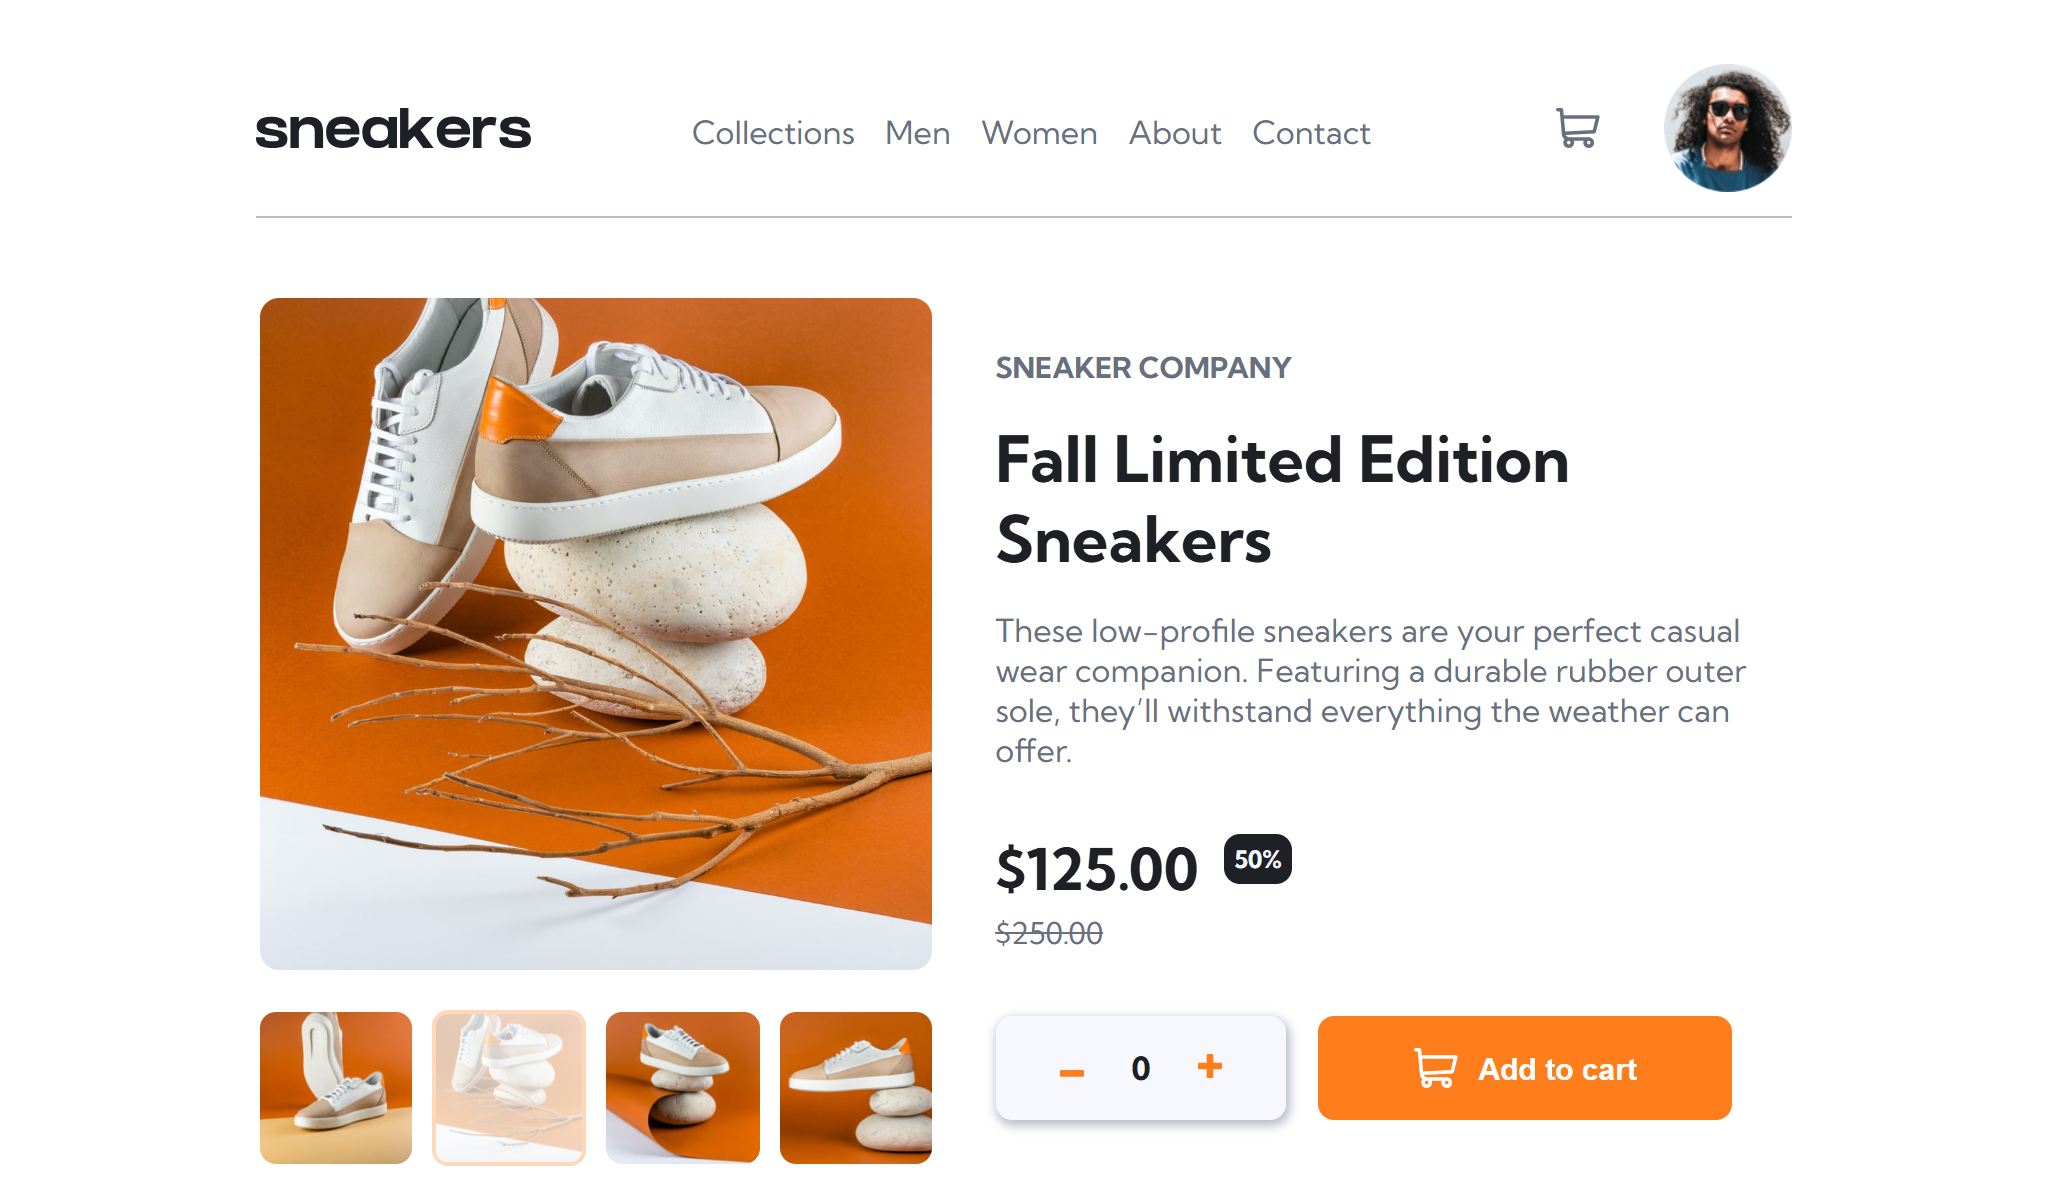 sneakers
Collections Men Women About Contact
SNEAKER COMPANY
Fall Limited Edition
Sneakers
These low-profile sneakers are your perfect casual
wear companion. Featuring a durable rubber outer
sole, they’ll withstand everything the weather can
offer.
$125.00 50%
$250.00
0
Add to cart